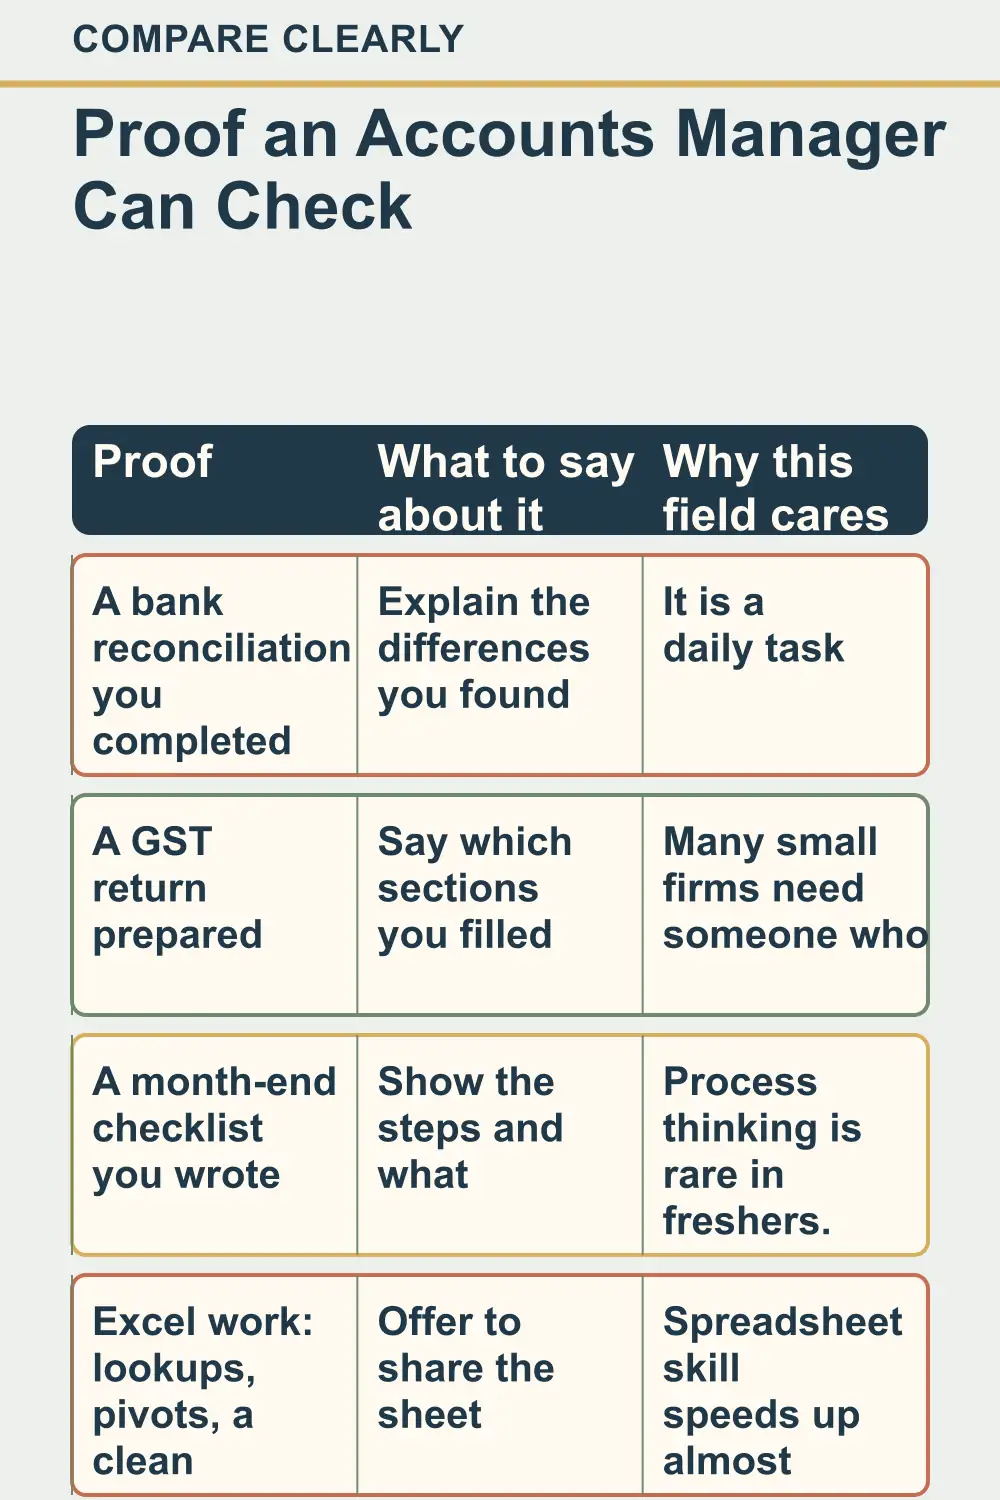 COMPARE CLEARLY
Proof an Accounts Manager
Can Check
Proof
What to say
about it
Why this
field cares
A bank
reconciliation
you
completed
Explain the
differences
you found
It is a
daily task
A GST
return
prepared
Say which
sections
you filled
Many small
firms need
someone who
A month-end
checklist
you wrote
Show the
steps and
what
Process
thinking is
rare in
freshers.
Excel work:
lookups,
pivots, a
clean
Offer to
share the
sheet
Spreadsheet
skill
speeds up
almost